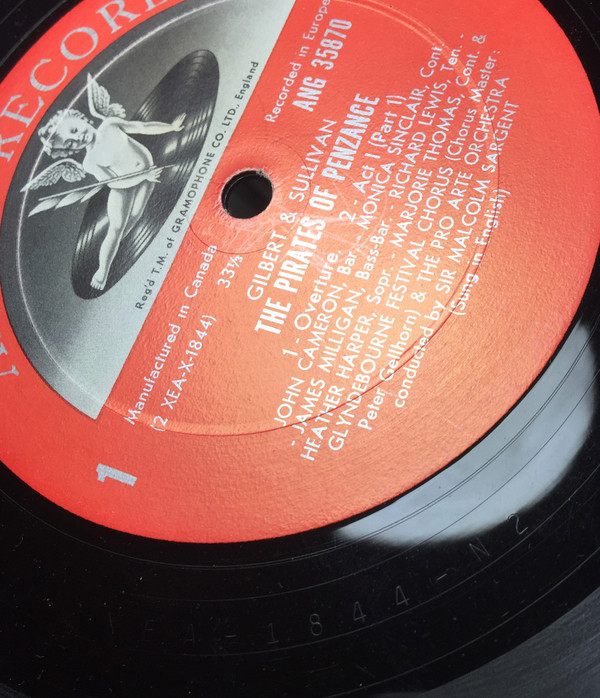 RECORD
Reg'd T.M. of GRAMOPHONE CO. LTD., England
Recorded in Europe
ANG 35870
Manufactured in Canada
33⅓
(2 XEA-X-1844)
1
GILBERT & SULLIVAN
THE PIRATES OF PENZANCE
1 - Overture 2 - Act I (Part 1)
- JOHN CAMERON, Bar. - MONICA SINCLAIR, Cont.
- JAMES MILLIGAN, Bass-Bar. - RICHARD LEWIS, Ten. -
HEATHER HARPER, Sopr. - MARJORIE THOMAS, Cont. &
GLYNDEBOURNE FESTIVAL CHORUS (Chorus Master:
Peter Gellhorn) & THE PRO ARTE ORCHESTRA
conducted by SIR MALCOLM SARGENT
(Sung in English)
1844-N2